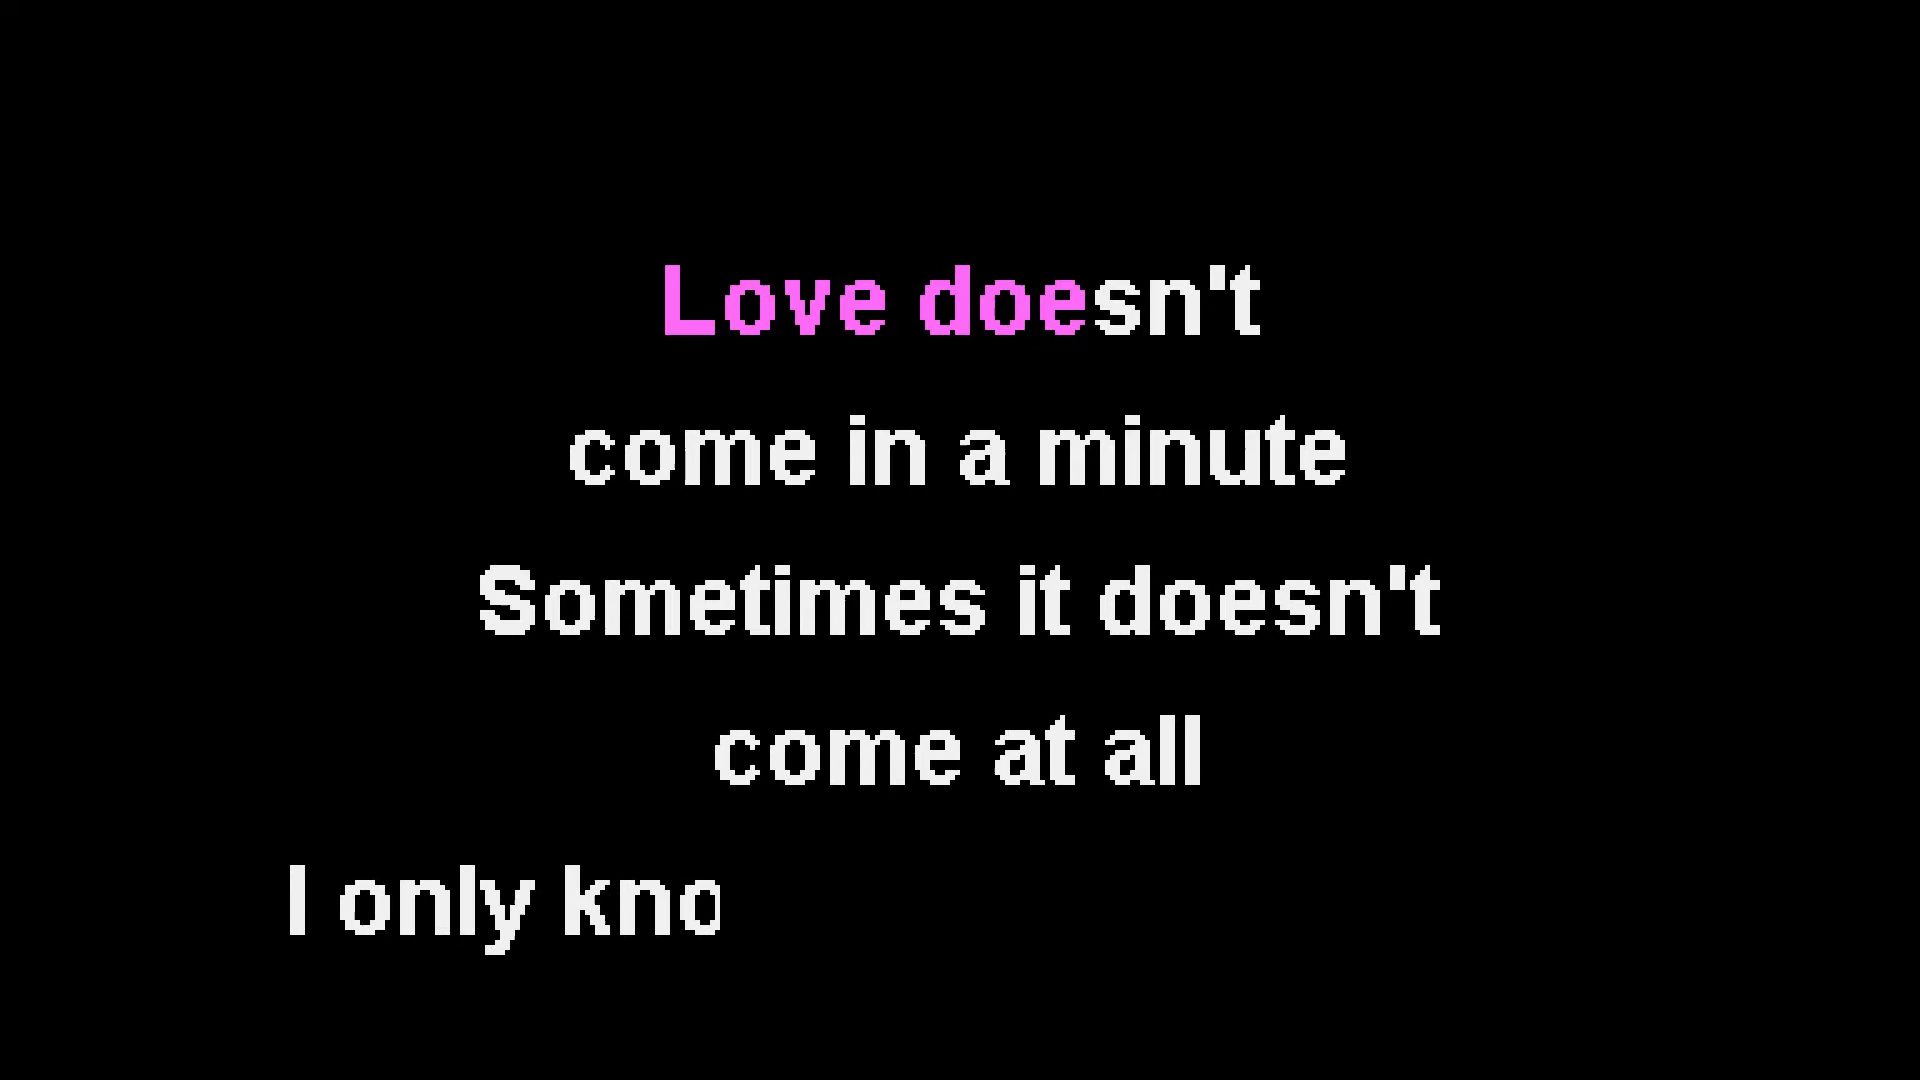 Love doesn't
come in a minute
Sometimes it doesn't
come at all
I only kno